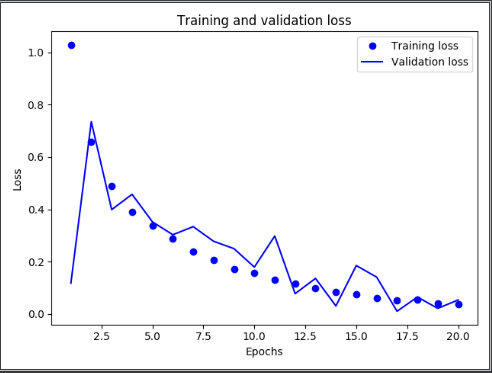 Training and validation loss
Training loss
Validation loss
1.0
0.8
0.6
0.4
0.2
0.0
Loss
2.5 5.0 7.5 10.0 12.5 15.0 17.5 20.0
Epochs